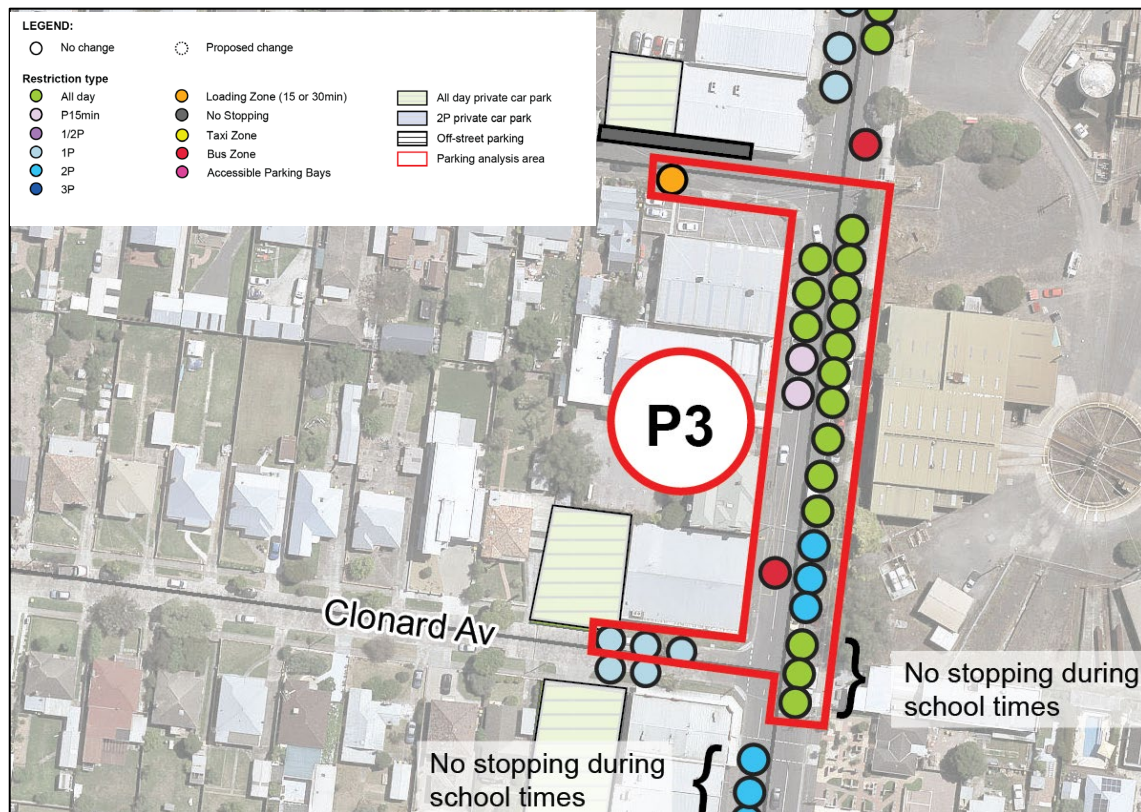 LEGEND:
No change
Proposed change
Restriction type
All day
P15min
1/2P
1P
2P
3P
Loading Zone (15 or 30min)
No Stopping
Taxi Zone
Bus Zone
Accessible Parking Bays
All day private car park
2P private car park
Off-street parking
Parking analysis area
P3
Clonard Av
No stopping during
school times
No stopping during
school times